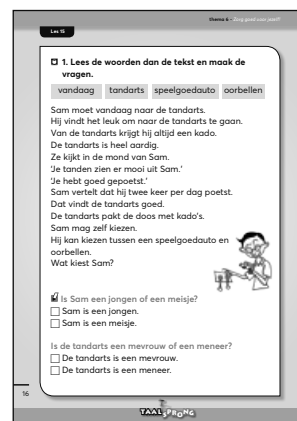 thema 6 - Zorg goed voor jezelf!
Les 15
1. Lees de woorden dan de tekst en maak de
vragen.
vandaag tandarts speelgoedauto oorbellen
Sam moet vandaag naar de tandarts.
Hij vindt het leuk om naar de tandarts te gaan.
Van de tandarts krijgt hij altijd een kado.
De tandarts is heel aardig.
Ze kijkt in de mond van Sam.
'Je tanden zien er mooi uit Sam.'
'Je hebt goed gepoetst.'
Sam vertelt dat hij twee keer per dag poetst.
Dat vindt de tandarts goed.
De tandarts pakt de doos met kado's.
Sam mag zelf kiezen.
Hij kan kiezen tussen een speelgoedauto en
oorbellen.
Wat kiest Sam?
Is Sam een jongen of een meisje?
Sam is een jongen.
Sam is een meisje.
Is de tandarts een mevrouw of een meneer?
De tandarts is een mevrouw.
De tandarts is een meneer.
16
TAALSPRONG